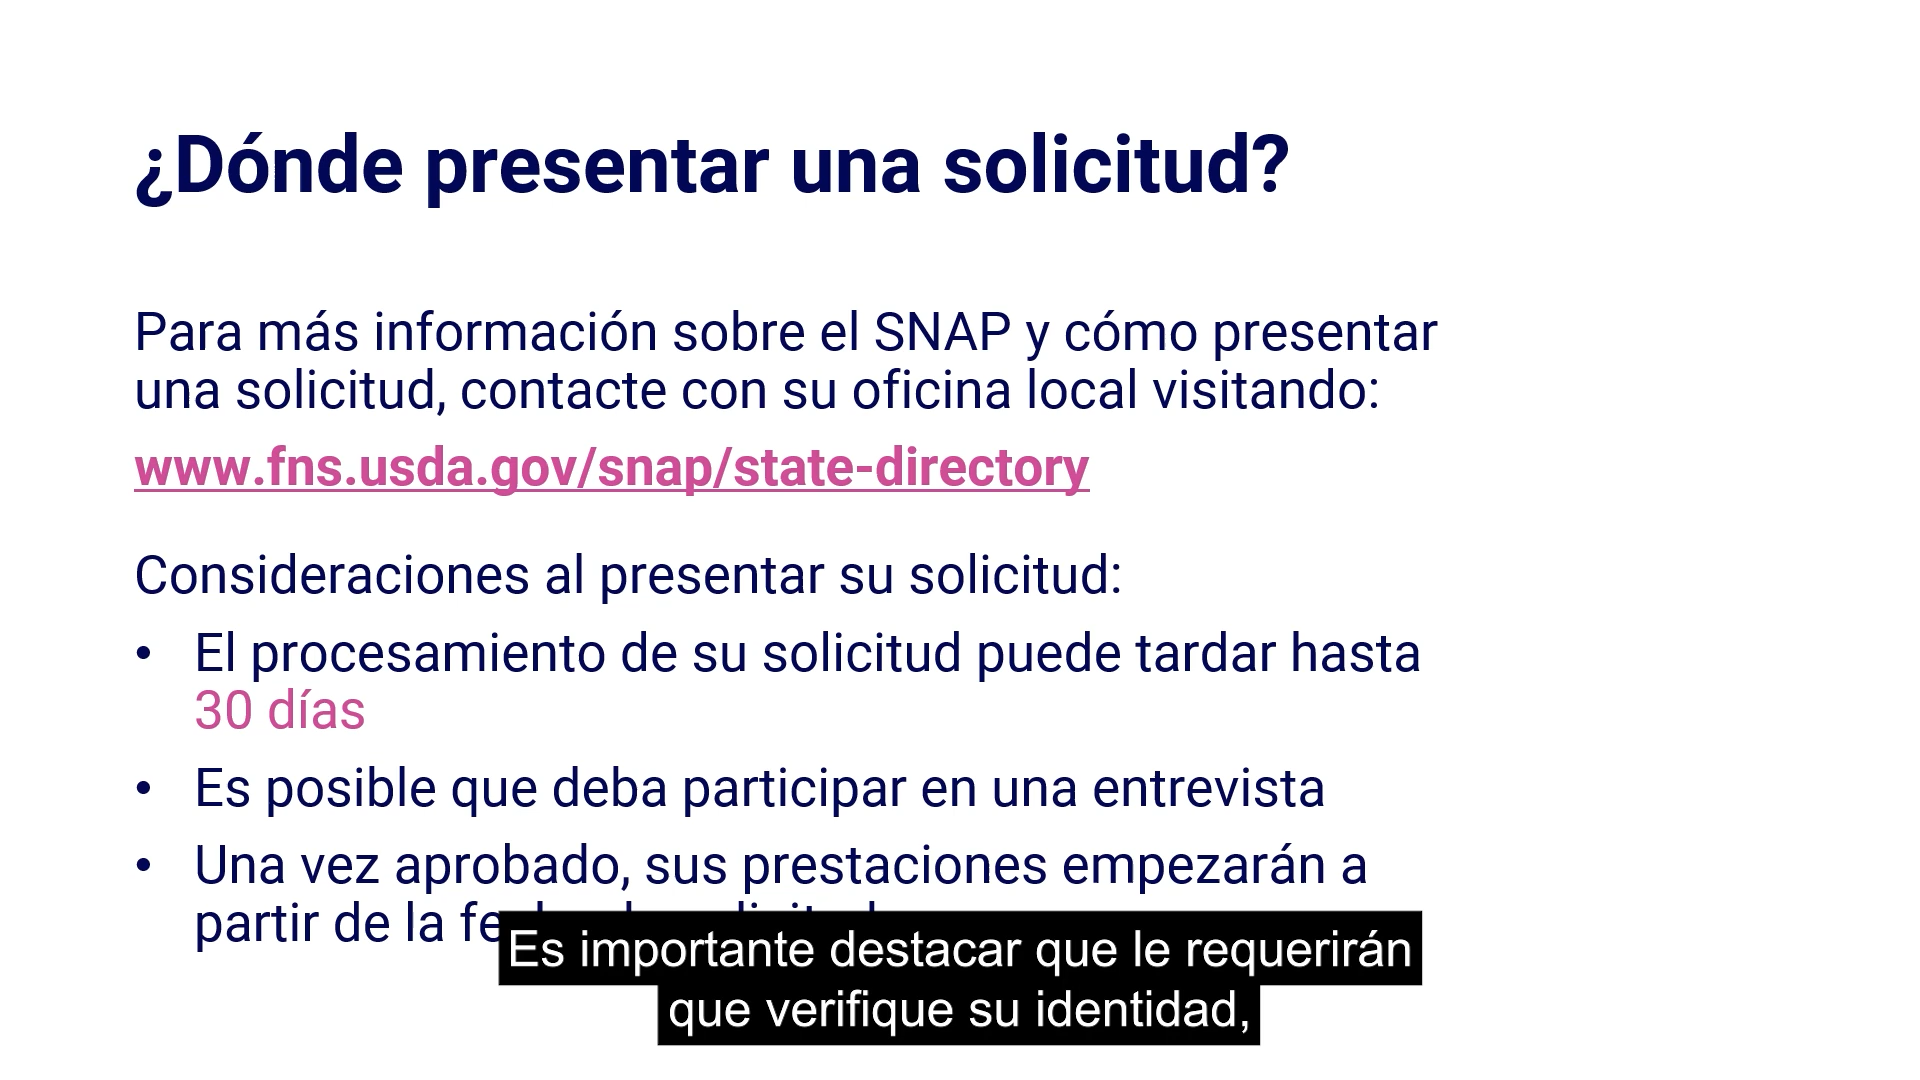 ¿Dónde presentar una solicitud?
Para más información sobre el SNAP y cómo presentar
una solicitud, contacte con su oficina local visitando:
www.fns.usda.gov/snap/state-directory
Consideraciones al presentar su solicitud:
• El procesamiento de su solicitud puede tardar hasta
30 días
• Es posible que deba participar en una entrevista
• Una vez aprobado, sus prestaciones empezarán a
partir de la
Es importante destacar que le requerirán
que verifique su identidad,